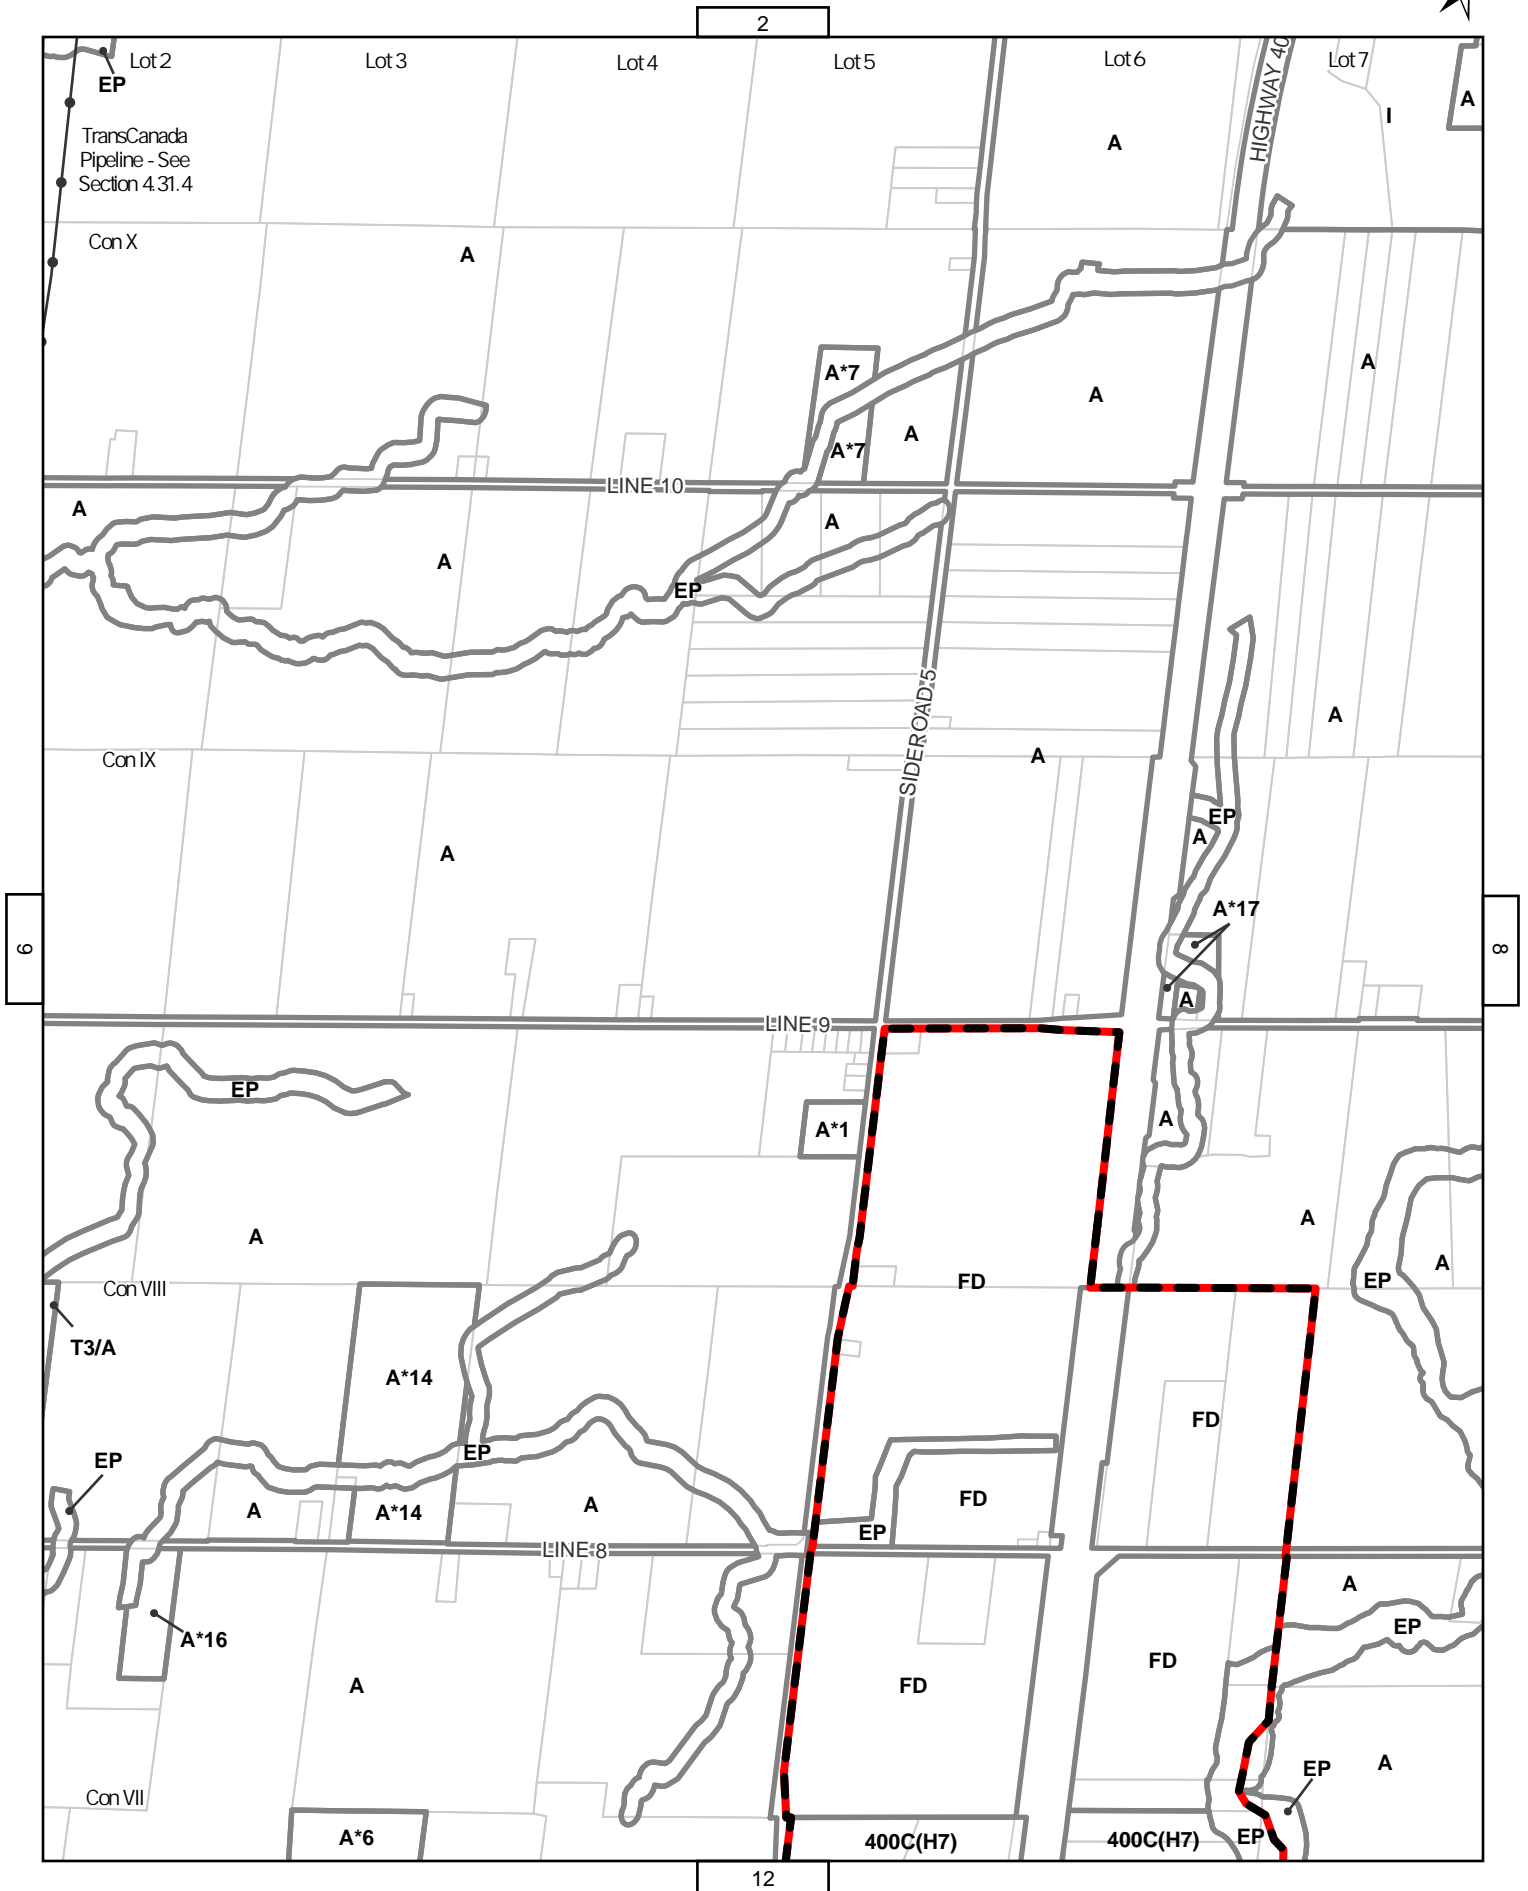 2
Lot 2
Lot 3
Lot 4
Lot 5
Lot 6
HIGHWAY 40
Lot 7
EP
A
I
TransCanada
Pipeline - See
Section 4.31.4
A
Con X
A
A*7
A
A
A*7
A
LINE 10
A
A
A
EP
SIDEROAD 5
A
Con IX
A
EP
A
A
A*17
9
8
A
LINE 9
EP
A*1
A
A
A
Con VIII
FD
EP
A
T3/A
A*14
FD
EP
EP
A
A*14
A
FD
EP
LINE 8
A
EP
A*16
FD
A
FD
EP
A
Con VII
A*6
400C(H7)
400C(H7)
EP
12